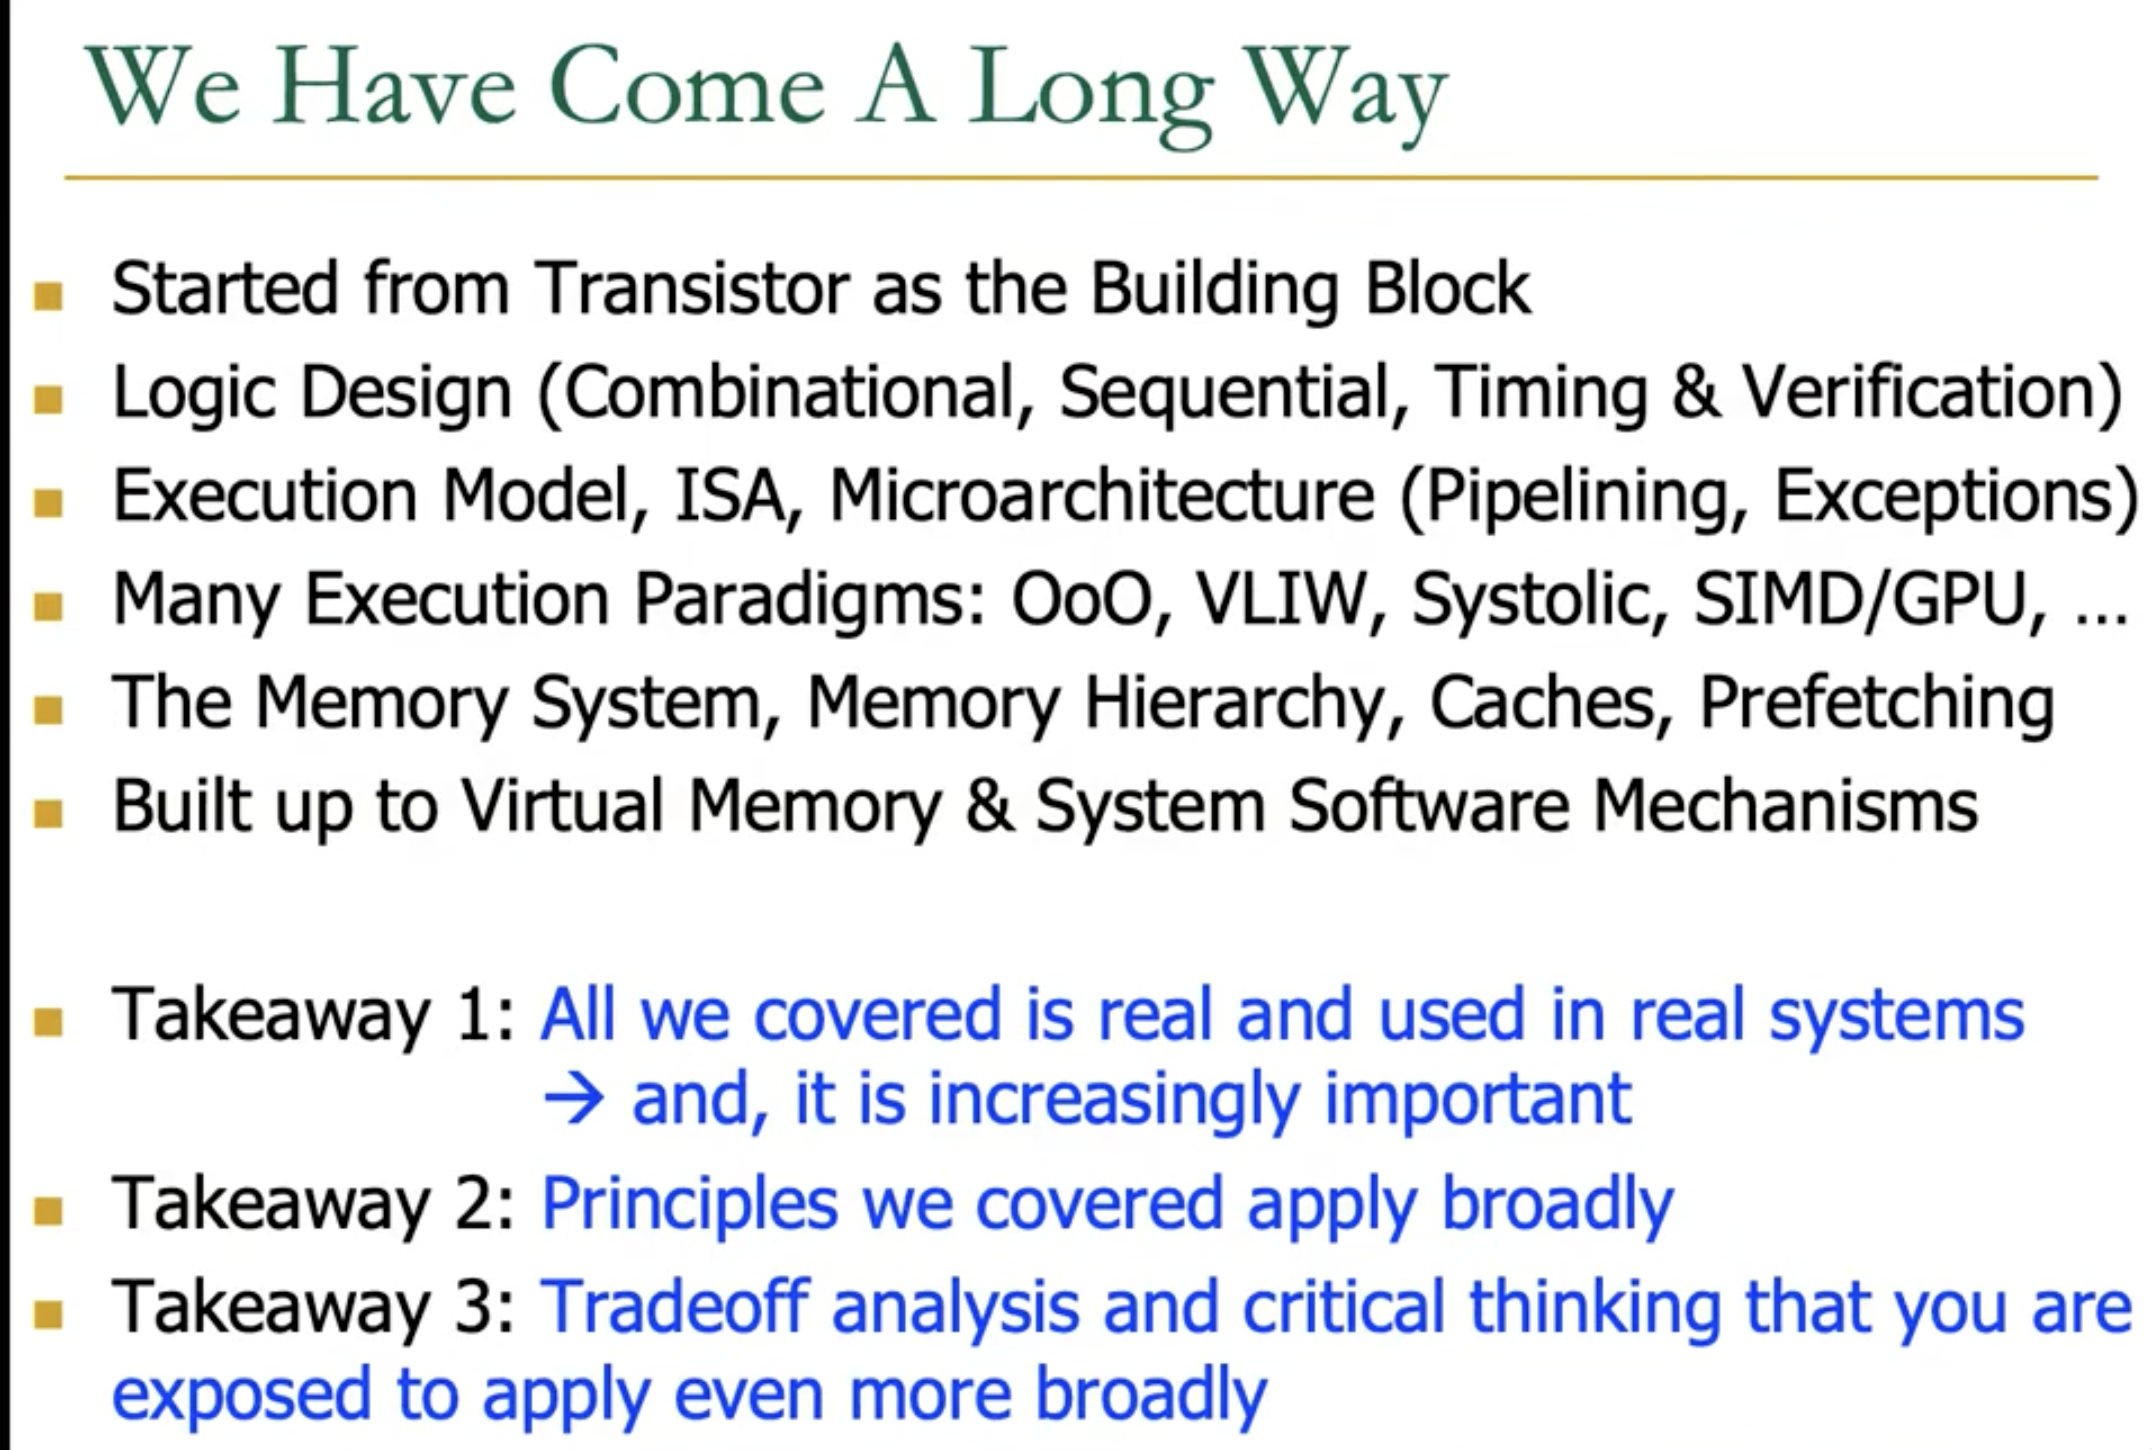 We Have Come A Long Way
Started from Transistor as the Building Block
Logic Design (Combinational, Sequential, Timing & Verification)
Execution Model, ISA, Microarchitecture (Pipelining, Exceptions)
Many Execution Paradigms: OoO, VLIW, Systolic, SIMD/GPU, ...
The Memory System, Memory Hierarchy, Caches, Prefetching
Built up to Virtual Memory & System Software Mechanisms
Takeaway 1: All we covered is real and used in real systems
→ and, it is increasingly important
Takeaway 2: Principles we covered apply broadly
Takeaway 3: Tradeoff analysis and critical thinking that you are
exposed to apply even more broadly